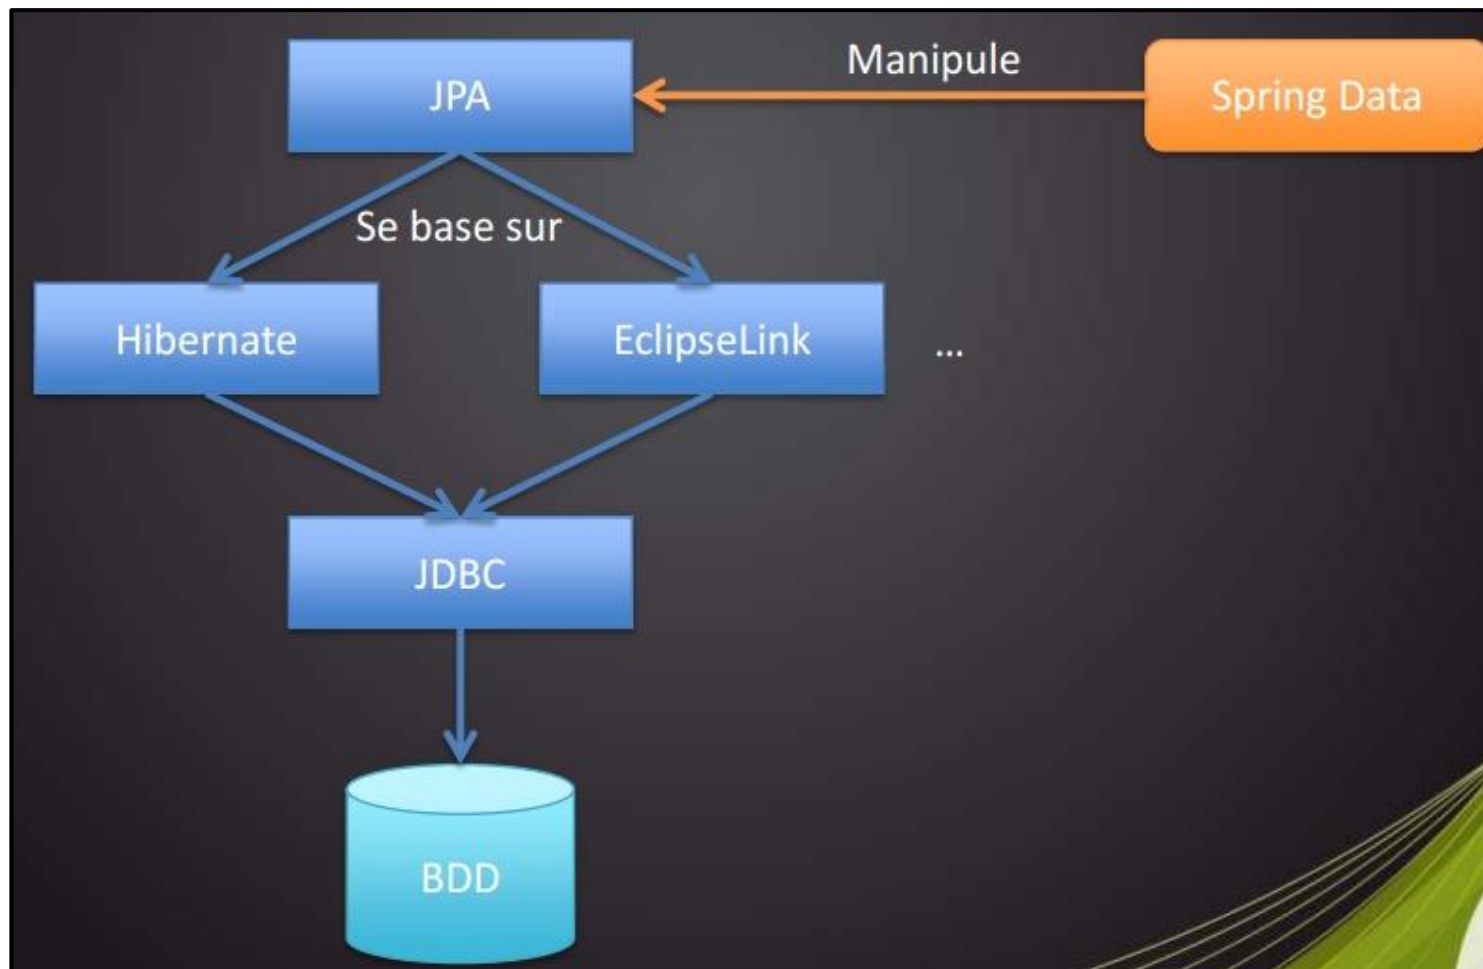 Manipule
JPA
Spring Data
Se base sur
Hibernate
EclipseLink
...
JDBC
BDD